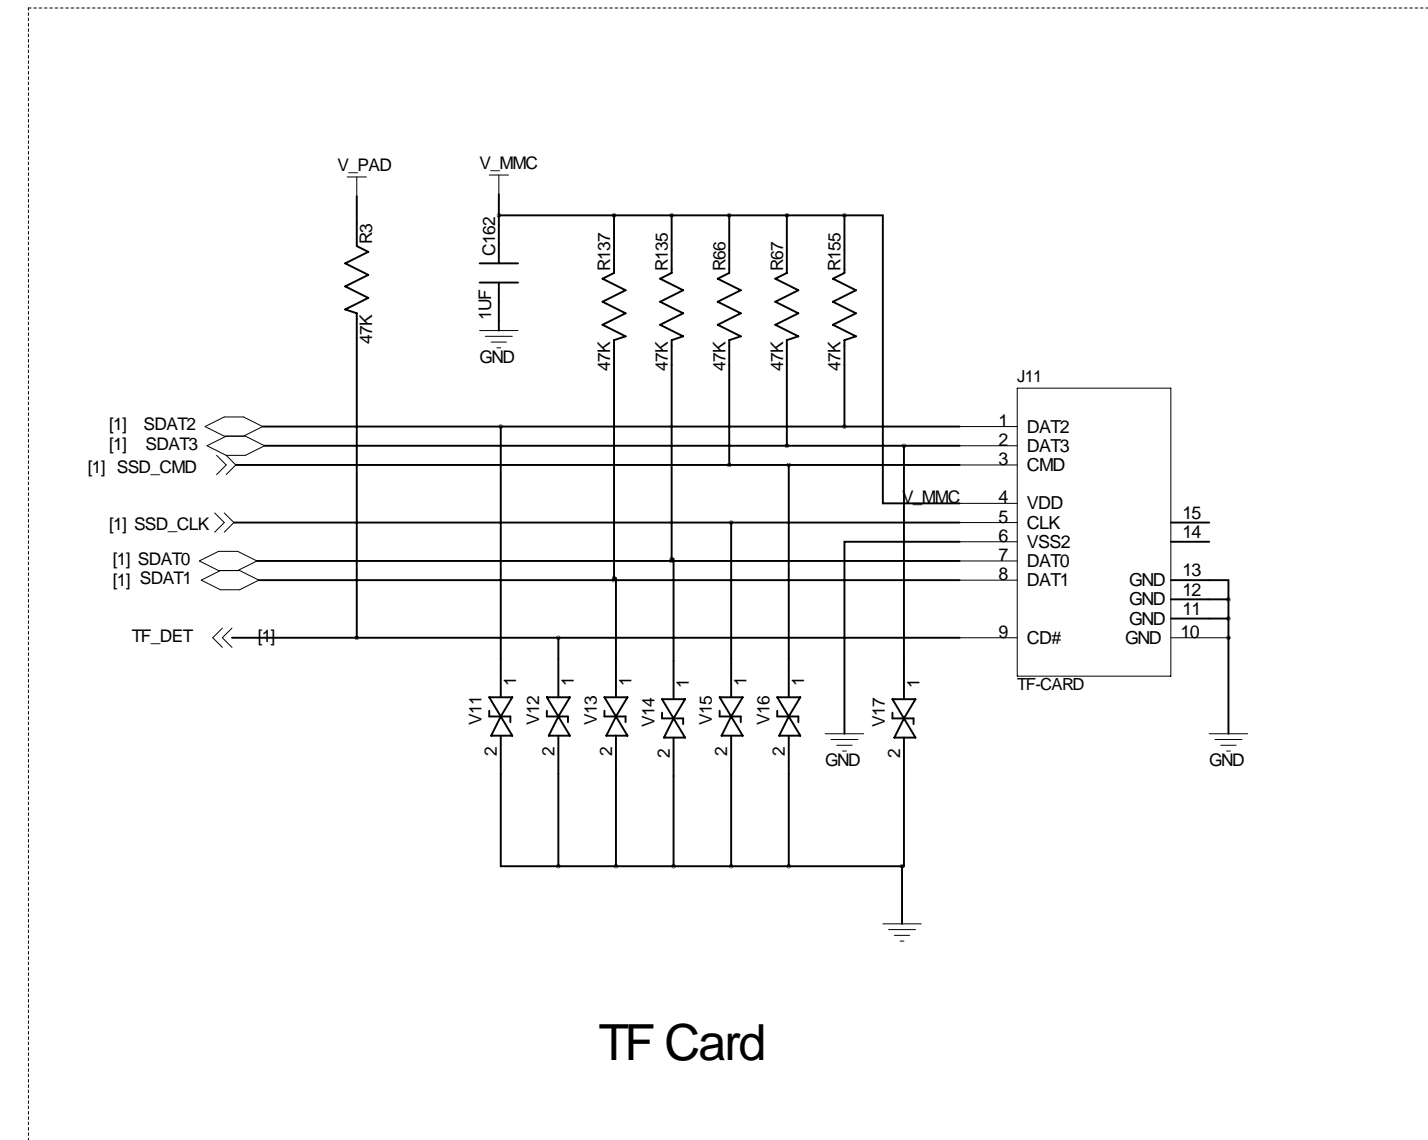 V_PAD
V_MMC
R3
47K
C162
1UF
GND
R137
47K
R135
47K
R66
47K
R67
47K
R155
47K
J11
[1] SDAT2
1 DAT2
[1] SDAT3
2 DAT3
[1] SSD_CMD
3 CMD
V_MMC 4 VDD
[1] SSD_CLK
5 CLK
6 VSS2
[1] SDAT0
7 DAT0
[1] SDAT1
8 DAT1
TF_DET [1]
9 CD#
15
14
GND 13
GND 12
GND 11
GND 10
TF-CARD
V11 1 2
V12 1 2
V13 1 2
V14 1 2
V15 1 2
V16 1 2
GND
V17 1 2
GND
TF Card